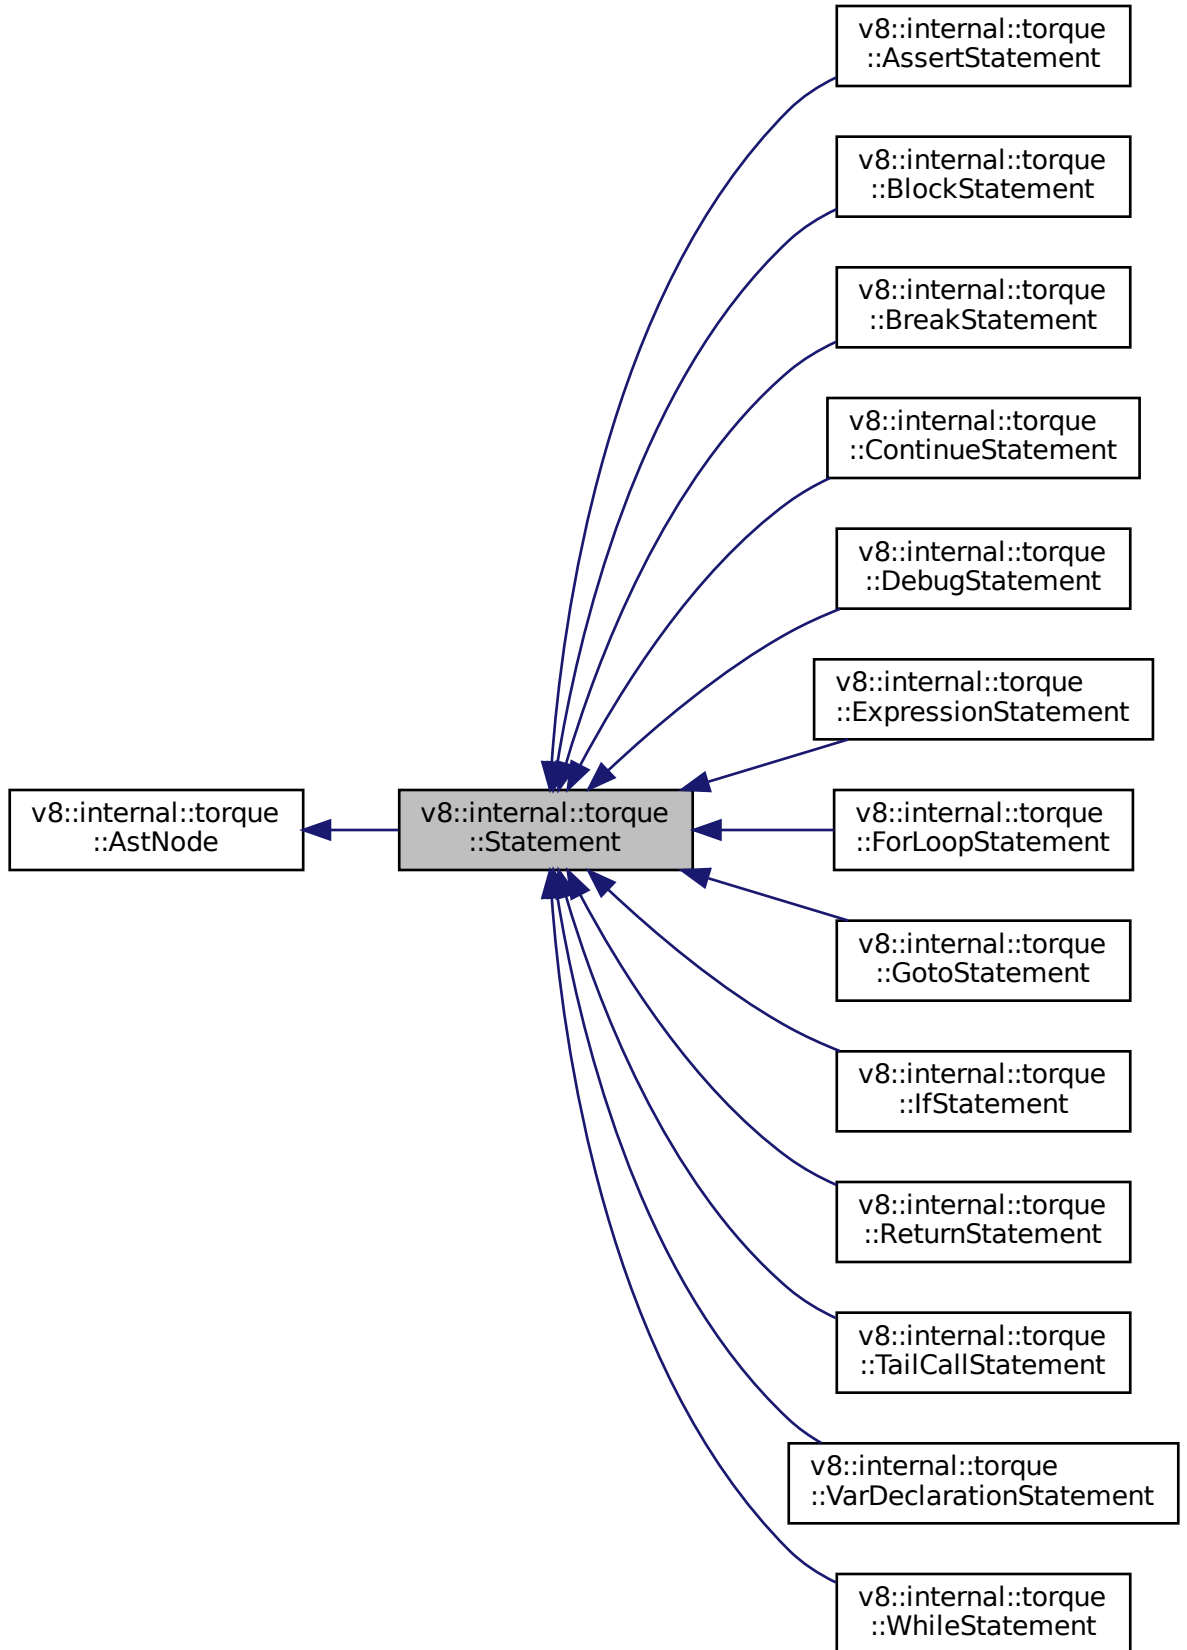 v8::internal::torque
::AssertStatement
v8::internal::torque
::BlockStatement
v8::internal::torque
::BreakStatement
v8::internal::torque
::ContinueStatement
v8::internal::torque
::DebugStatement
v8::internal::torque
::ExpressionStatement
v8::internal::torque
::AstNode
v8::internal::torque
::Statement
v8::internal::torque
::ForLoopStatement
v8::internal::torque
::GotoStatement
v8::internal::torque
::IfStatement
v8::internal::torque
::ReturnStatement
v8::internal::torque
::TailCallStatement
v8::internal::torque
::VarDeclarationStatement
v8::internal::torque
::WhileStatement